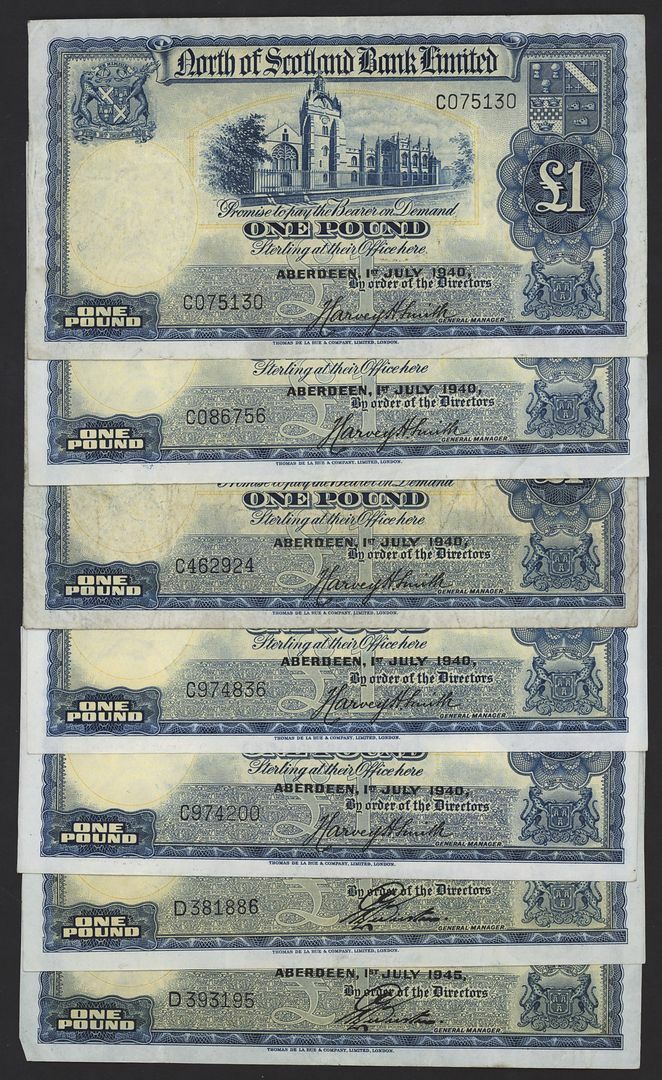 North of Scotland Bank Limited
C075130
£1
Promise to pay the Bearer on Demand
ONE POUND
Sterling at their Office here.
ABERDEEN, 1ST JULY 1940,
By order of the Directors
C075130
Harvey H Smith
GENERAL MANAGER
ONE
POUND
THOMAS DE LA RUE & COMPANY, LIMITED, LONDON.
Sterling at their Office here
ABERDEEN, 1ST JULY 1940,
By order of the Directors
C086756
Harvey H Smith
GENERAL MANAGER
ONE
POUND
THOMAS DE LA RUE & COMPANY, LIMITED, LONDON.
Promise to pay the Bearer on Demand
ONE POUND
Sterling at their Office here
ABERDEEN, 1ST JULY 1940,
By order of the Directors
C462924
Harvey H Smith
GENERAL MANAGER
ONE
POUND
THOMAS DE LA RUE & COMPANY, LIMITED, LONDON.
Sterling at their Office here
ABERDEEN, 1ST JULY 1940,
By order of the Directors
C974836
Harvey H Smith
GENERAL MANAGER
ONE
POUND
THOMAS DE LA RUE & COMPANY, LIMITED, LONDON.
ONE POUND
Sterling at their Office here
ABERDEEN, 1ST JULY 1940,
By order of the Directors
C974200
Harvey H Smith
GENERAL MANAGER
ONE
POUND
THOMAS DE LA RUE & COMPANY, LIMITED, LONDON.
By order of the Directors
D381886
GENERAL MANAGER
ONE
POUND
THOMAS DE LA RUE & COMPANY, LIMITED, LONDON.
ABERDEEN, 1ST JULY 1945,
By order of the Directors
D393195
GENERAL MANAGER
ONE
POUND
THOMAS DE LA RUE & COMPANY, LIMITED, LONDON.